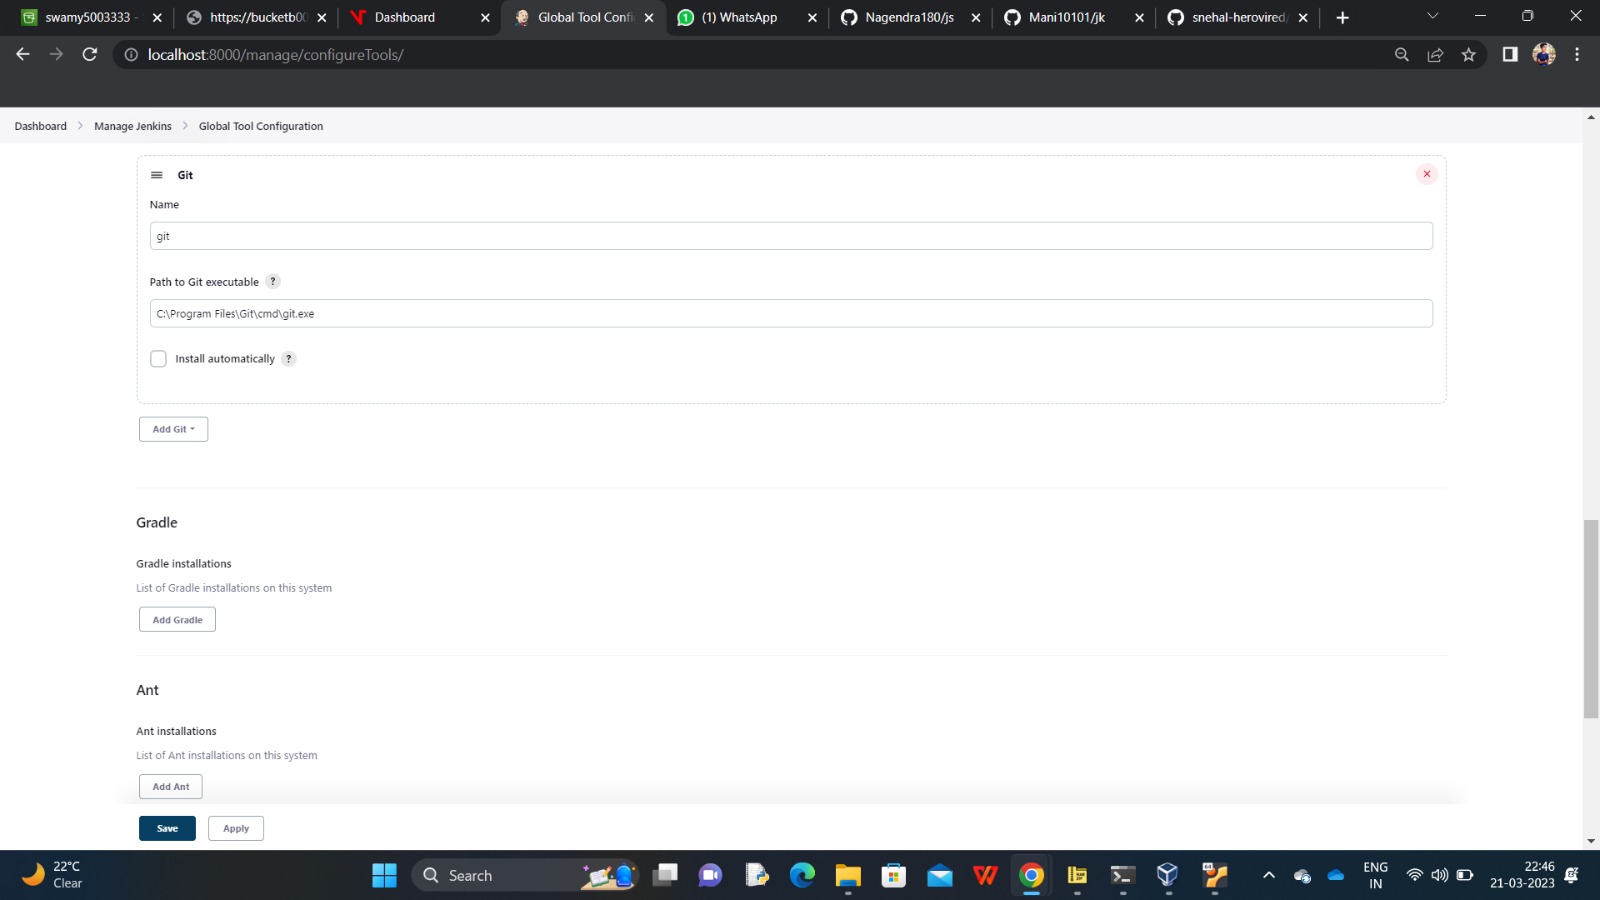 swamy5003333 -
https://bucketb00
Dashboard
Global Tool Confi
(1) WhatsApp
Nagendra180/js
Mani10101/jk
snehal-herovired/
localhost:8000/manage/configureTools/
Dashboard
Manage Jenkins
Global Tool Configuration
Git
Name
git
Path to Git executable ?
C:\Program Files\Git\cmd\git.exe
Install automatically ?
Add Git
Gradle
Gradle installations
List of Gradle installations on this system
Add Gradle
Ant
Ant installations
List of Ant installations on this system
Add Ant
Save
Apply
22°C
Clear
Search
ENG
IN
22:46
21-03-2023